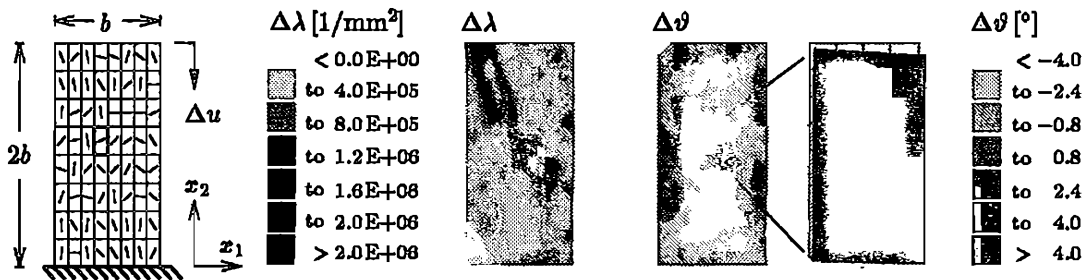 b
2b
Δu
x₂
x₁
Δλ [1/mm²]
< 0.0E+00
to 4.0E+05
to 8.0E+05
to 1.2E+06
to 1.6E+06
to 2.0E+06
> 2.0E+06
Δλ
Δϑ
Δϑ [°]
< −4.0
to −2.4
to −0.8
to 0.8
to 2.4
to 4.0
> 4.0